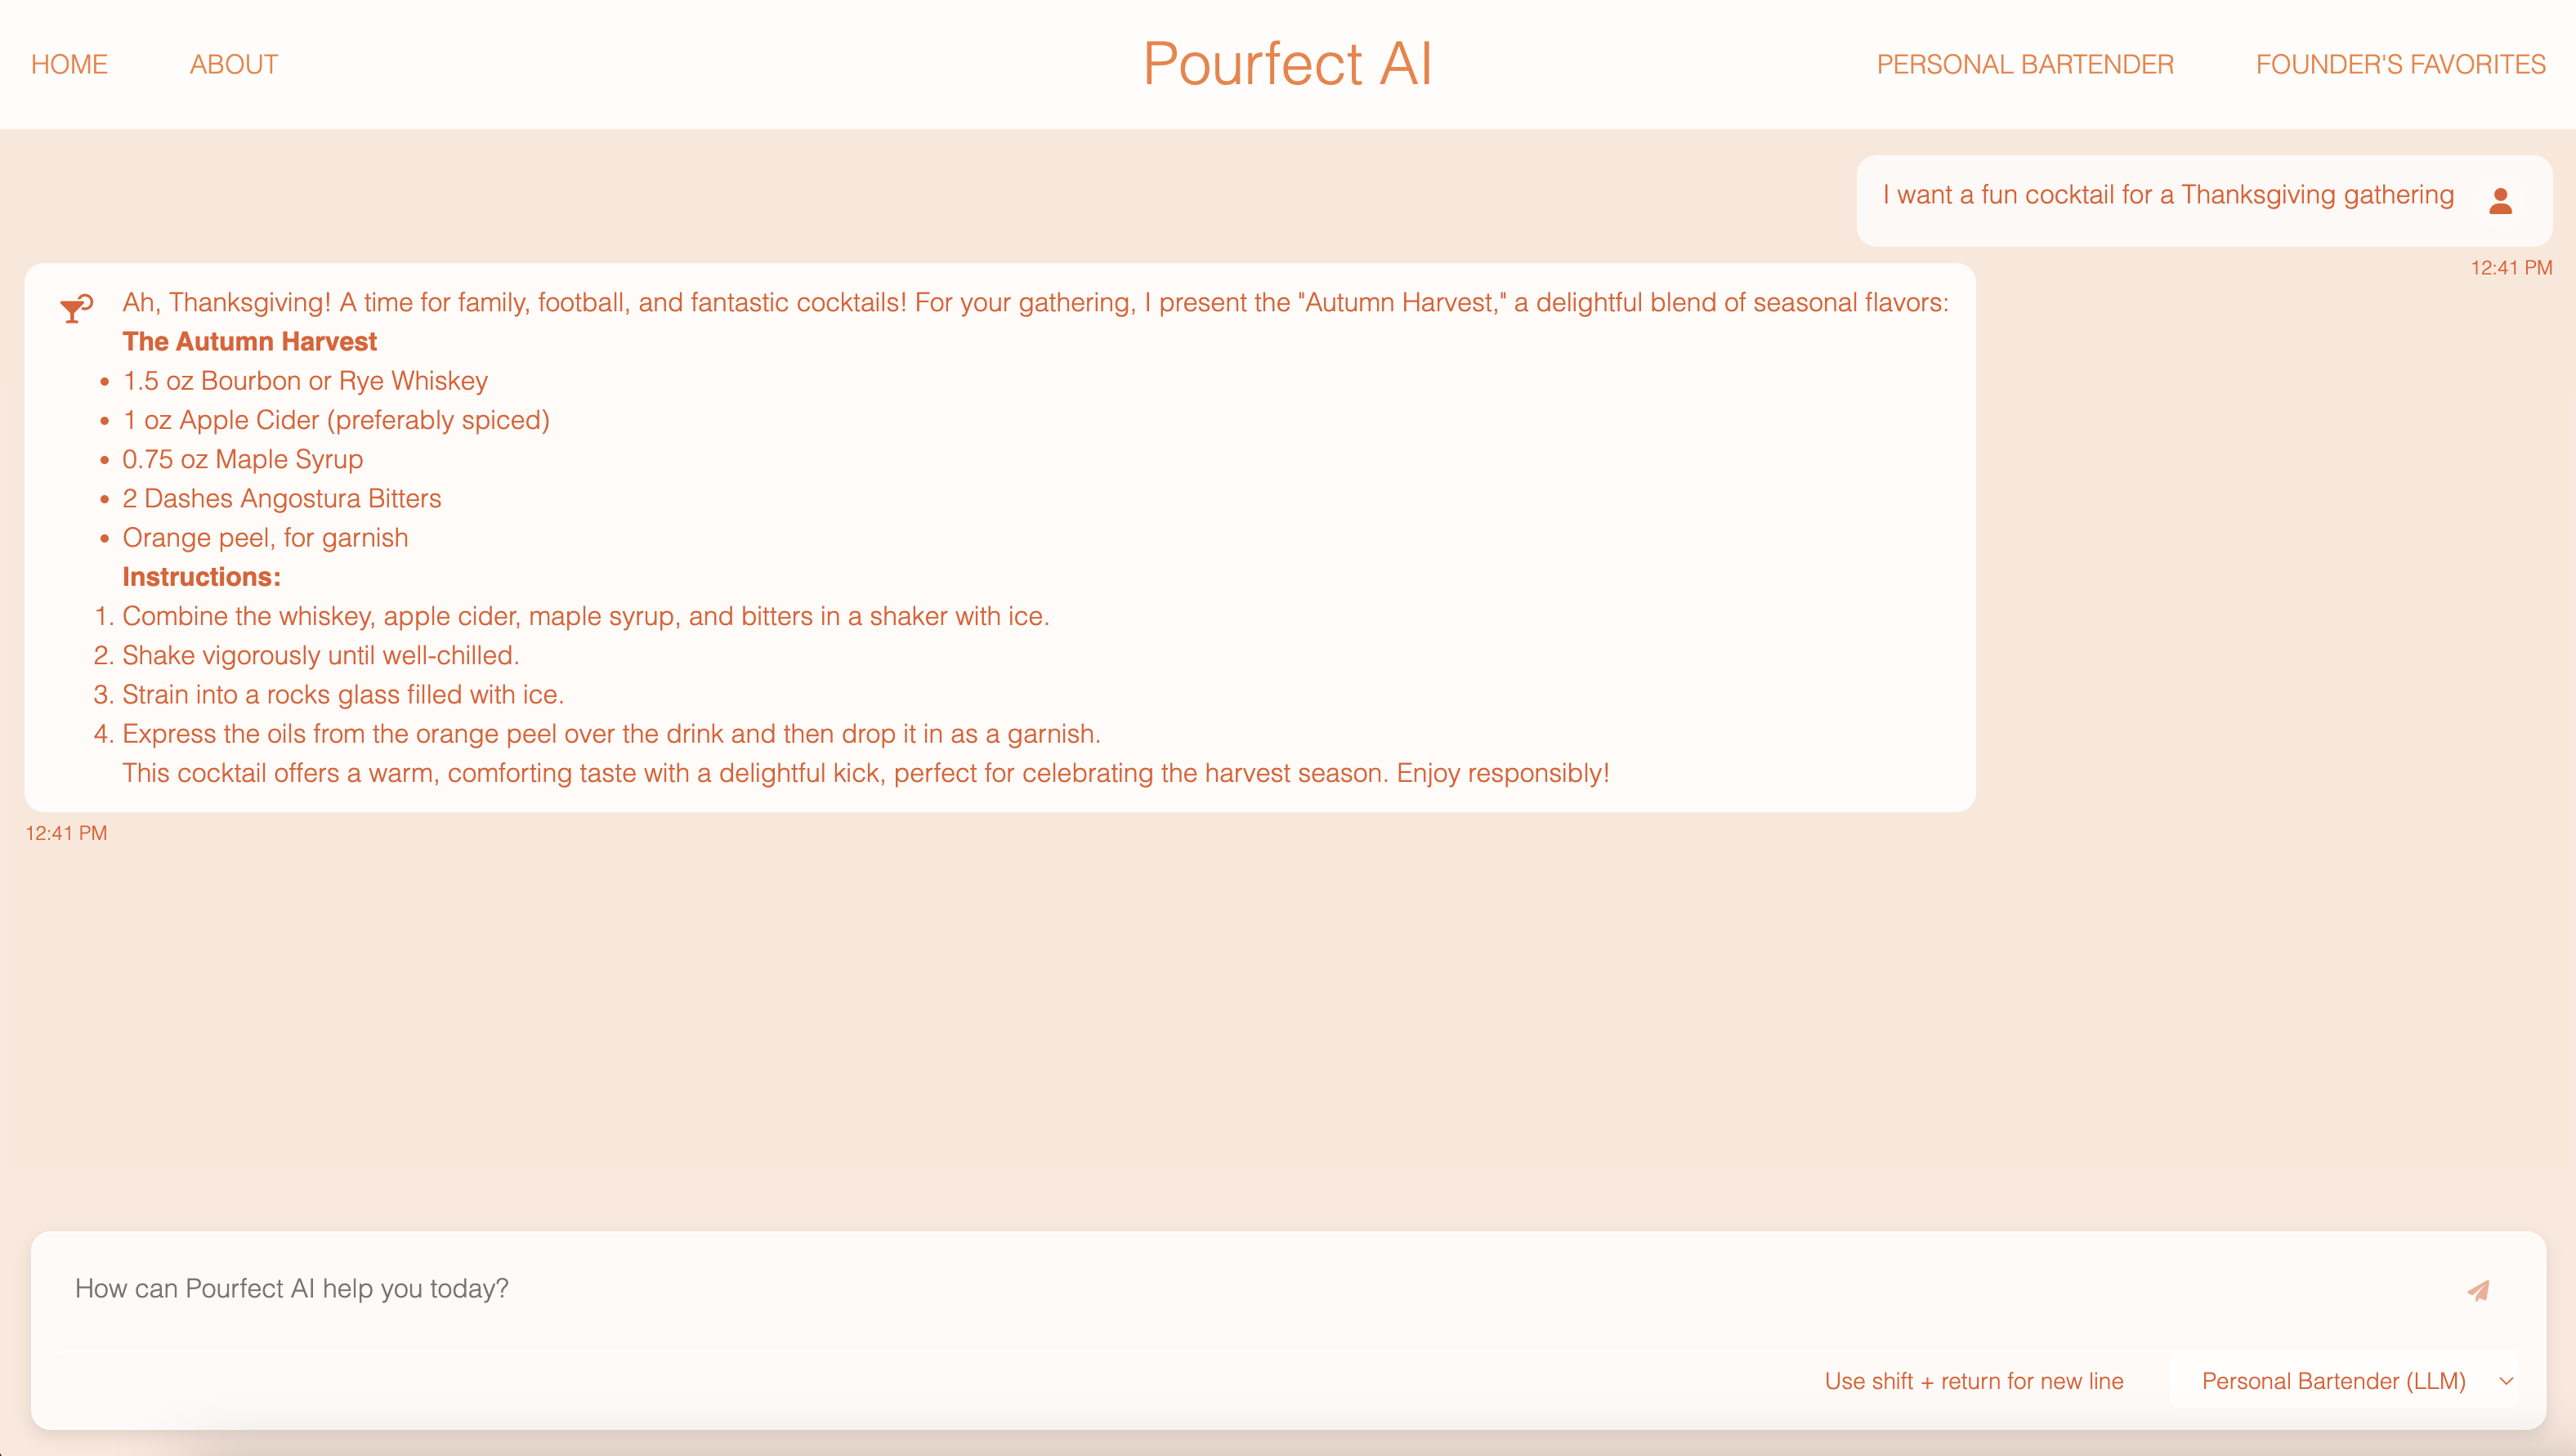 HOME
ABOUT
Pourfect AI
PERSONAL BARTENDER
FOUNDER'S FAVORITES
I want a fun cocktail for a Thanksgiving gathering
12:41 PM
Ah, Thanksgiving! A time for family, football, and fantastic cocktails! For your gathering, I present the "Autumn Harvest," a delightful blend of seasonal flavors:
The Autumn Harvest
• 1.5 oz Bourbon or Rye Whiskey
• 1 oz Apple Cider (preferably spiced)
• 0.75 oz Maple Syrup
• 2 Dashes Angostura Bitters
• Orange peel, for garnish
Instructions:
1. Combine the whiskey, apple cider, maple syrup, and bitters in a shaker with ice.
2. Shake vigorously until well-chilled.
3. Strain into a rocks glass filled with ice.
4. Express the oils from the orange peel over the drink and then drop it in as a garnish.
This cocktail offers a warm, comforting taste with a delightful kick, perfect for celebrating the harvest season. Enjoy responsibly!
12:41 PM
How can Pourfect AI help you today?
Use shift + return for new line
Personal Bartender (LLM)